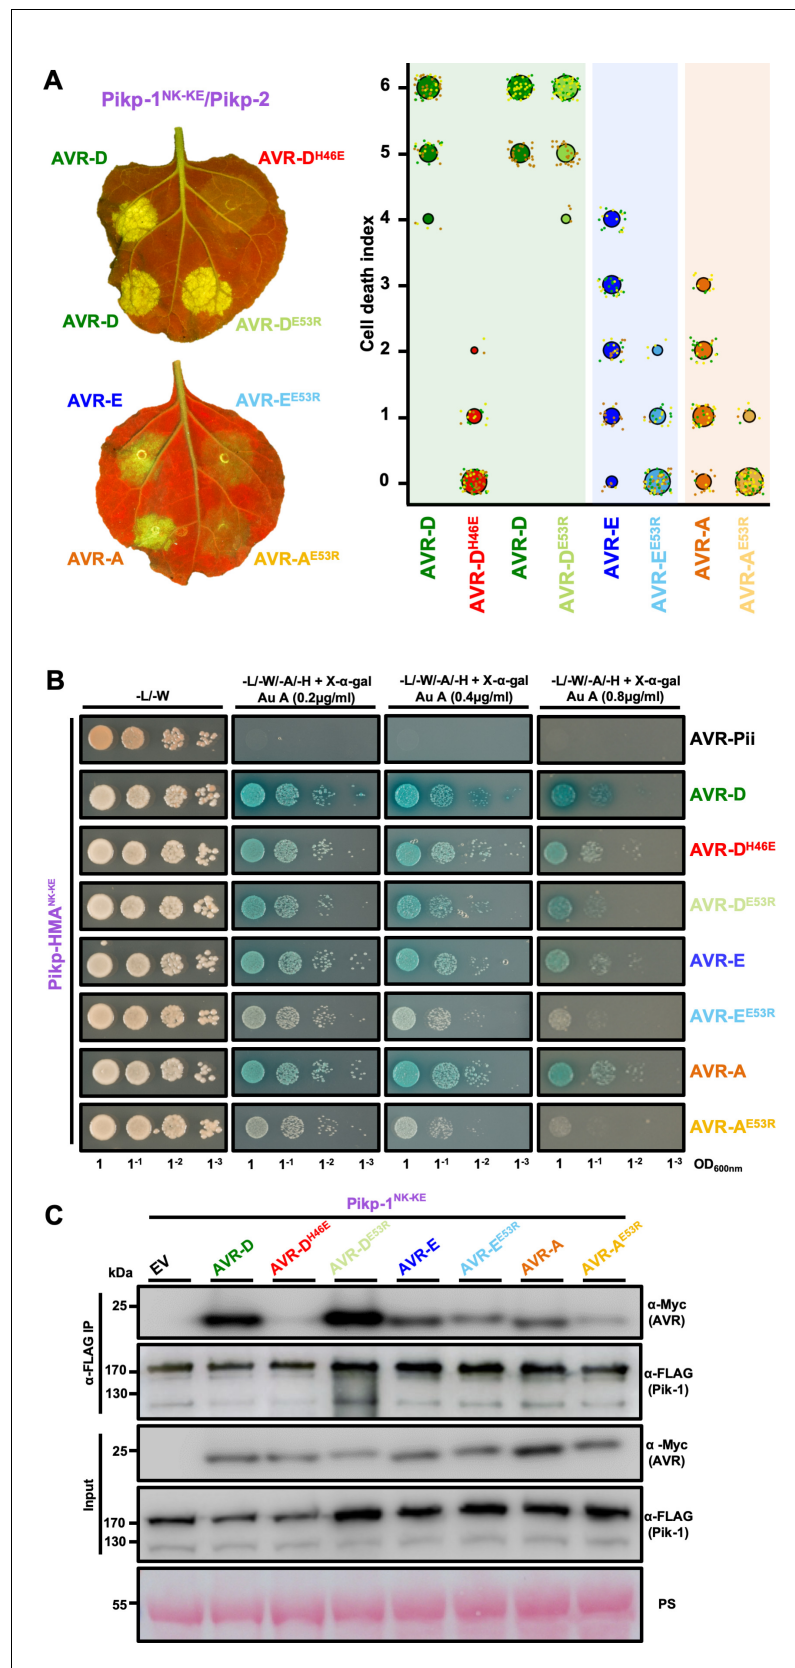 A
Pikp-1NK-KE/Pikp-2
AVR-D
AVR-DH46E
AVR-D
AVR-DE53R
AVR-E
AVR-EE53R
AVR-A
AVR-AE53R
Cell death index
6
5
4
3
2
1
0
AVR-D
AVR-DH46E
AVR-D
AVR-DE53R
AVR-E
AVR-EE53R
AVR-A
AVR-AE53R
B
-L/-W
-L/-W/-A/-H + X-α-gal
Au A (0.2µg/ml)
-L/-W/-A/-H + X-α-gal
Au A (0.4µg/ml)
-L/-W/-A/-H + X-α-gal
Au A (0.8µg/ml)
Pikp-HMANK-KE
AVR-Pii
AVR-D
AVR-DH46E
AVR-DE53R
AVR-E
AVR-EE53R
AVR-A
AVR-AE53R
1 1-1 1-2 1-3 1 1-1 1-2 1-3 1 1-1 1-2 1-3 1 1-1 1-2 1-3 OD600nm
C
Pikp-1NK-KE
kDa
EV
AVR-D
AVR-DH46E
AVR-DE53R
AVR-E
AVR-EE53R
AVR-A
AVR-AE53R
α-FLAG IP
25
α-Myc
(AVR)
170
130
α-FLAG
(Pik-1)
Input
25
α -Myc
(AVR)
170
130
α-FLAG
(Pik-1)
55
PS